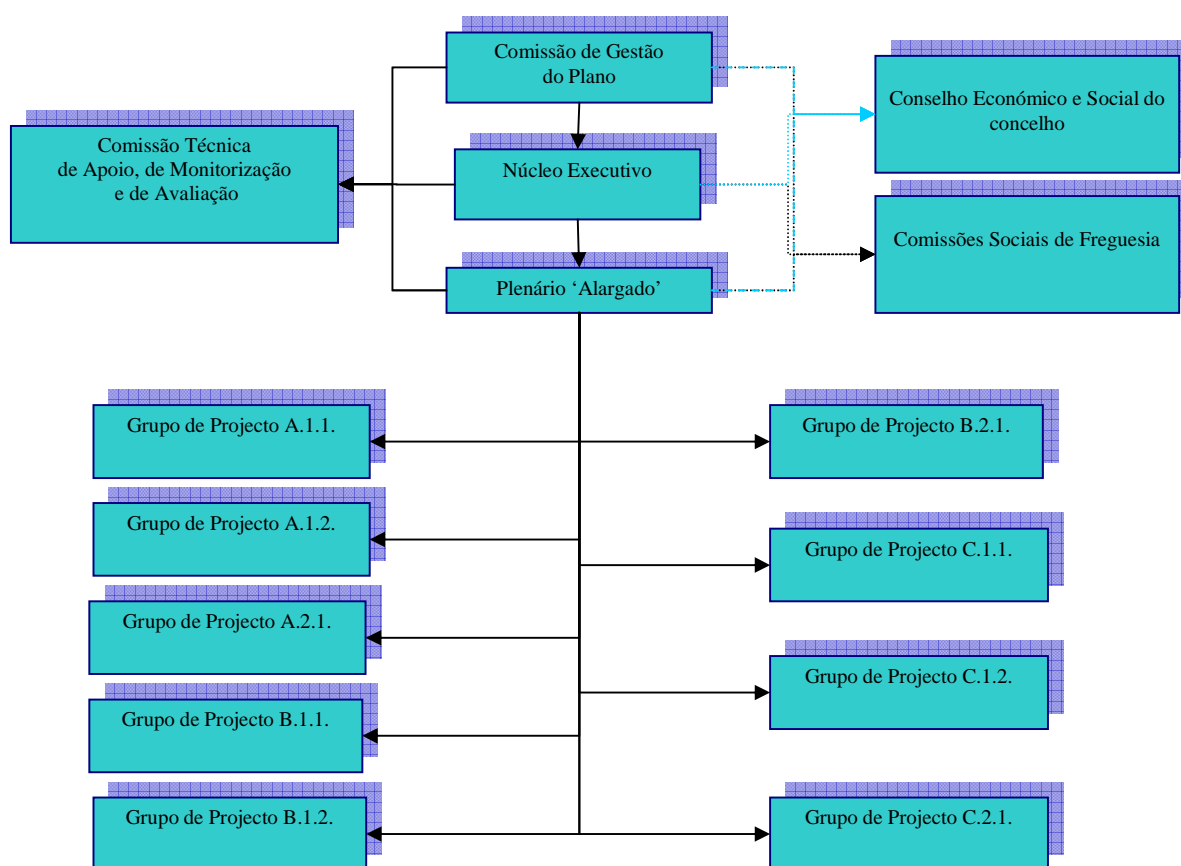 Comissão de Gestão
do Plano
Conselho Económico e Social do
concelho
Comissão Técnica
de Apoio, de Monitorização
e de Avaliação
Núcleo Executivo
Comissões Sociais de Freguesia
Plenário ‘Alargado’
Grupo de Projecto A.1.1.
Grupo de Projecto B.2.1.
Grupo de Projecto A.1.2.
Grupo de Projecto C.1.1.
Grupo de Projecto A.2.1.
Grupo de Projecto C.1.2.
Grupo de Projecto B.1.1.
Grupo de Projecto B.1.2.
Grupo de Projecto C.2.1.